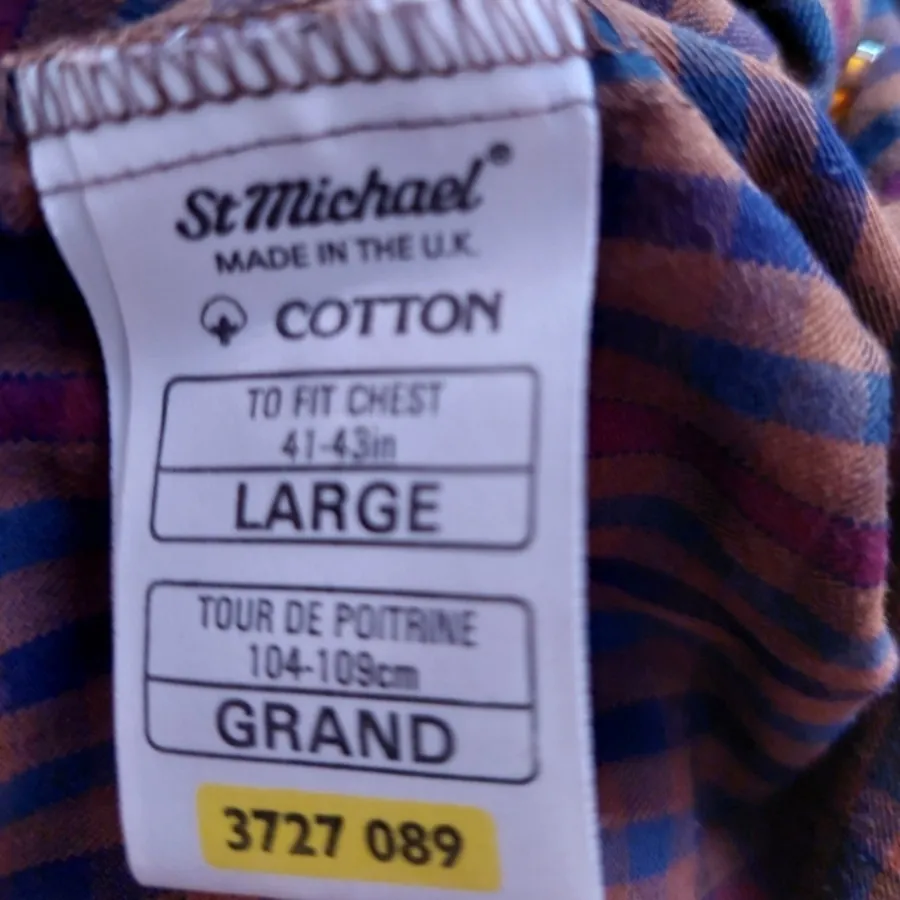 St Michael®
MADE IN THE U.K.
COTTON
TO FIT CHEST
41-43in
LARGE
TOUR DE POITRINE
104-109cm
GRAND
3727 089